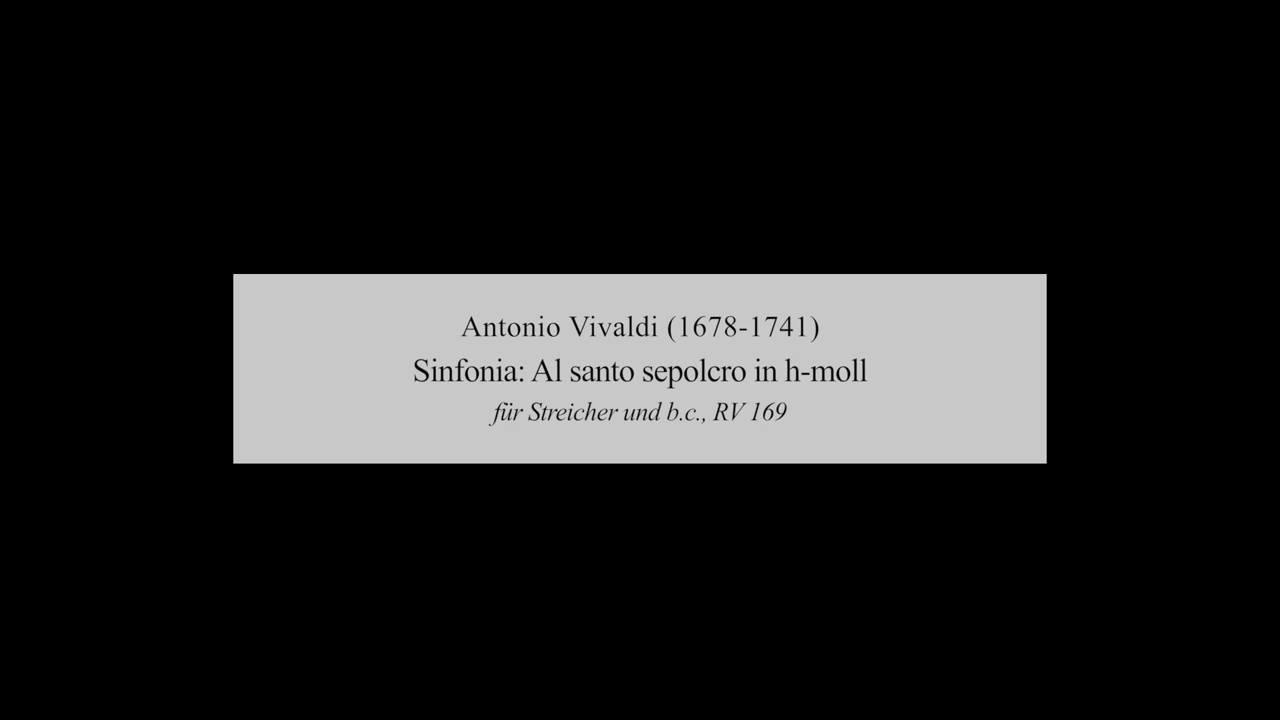 Antonio Vivaldi (1678-1741)
Sinfonia: Al santo sepolcro in h-moll
für Streicher und b.c., RV 169